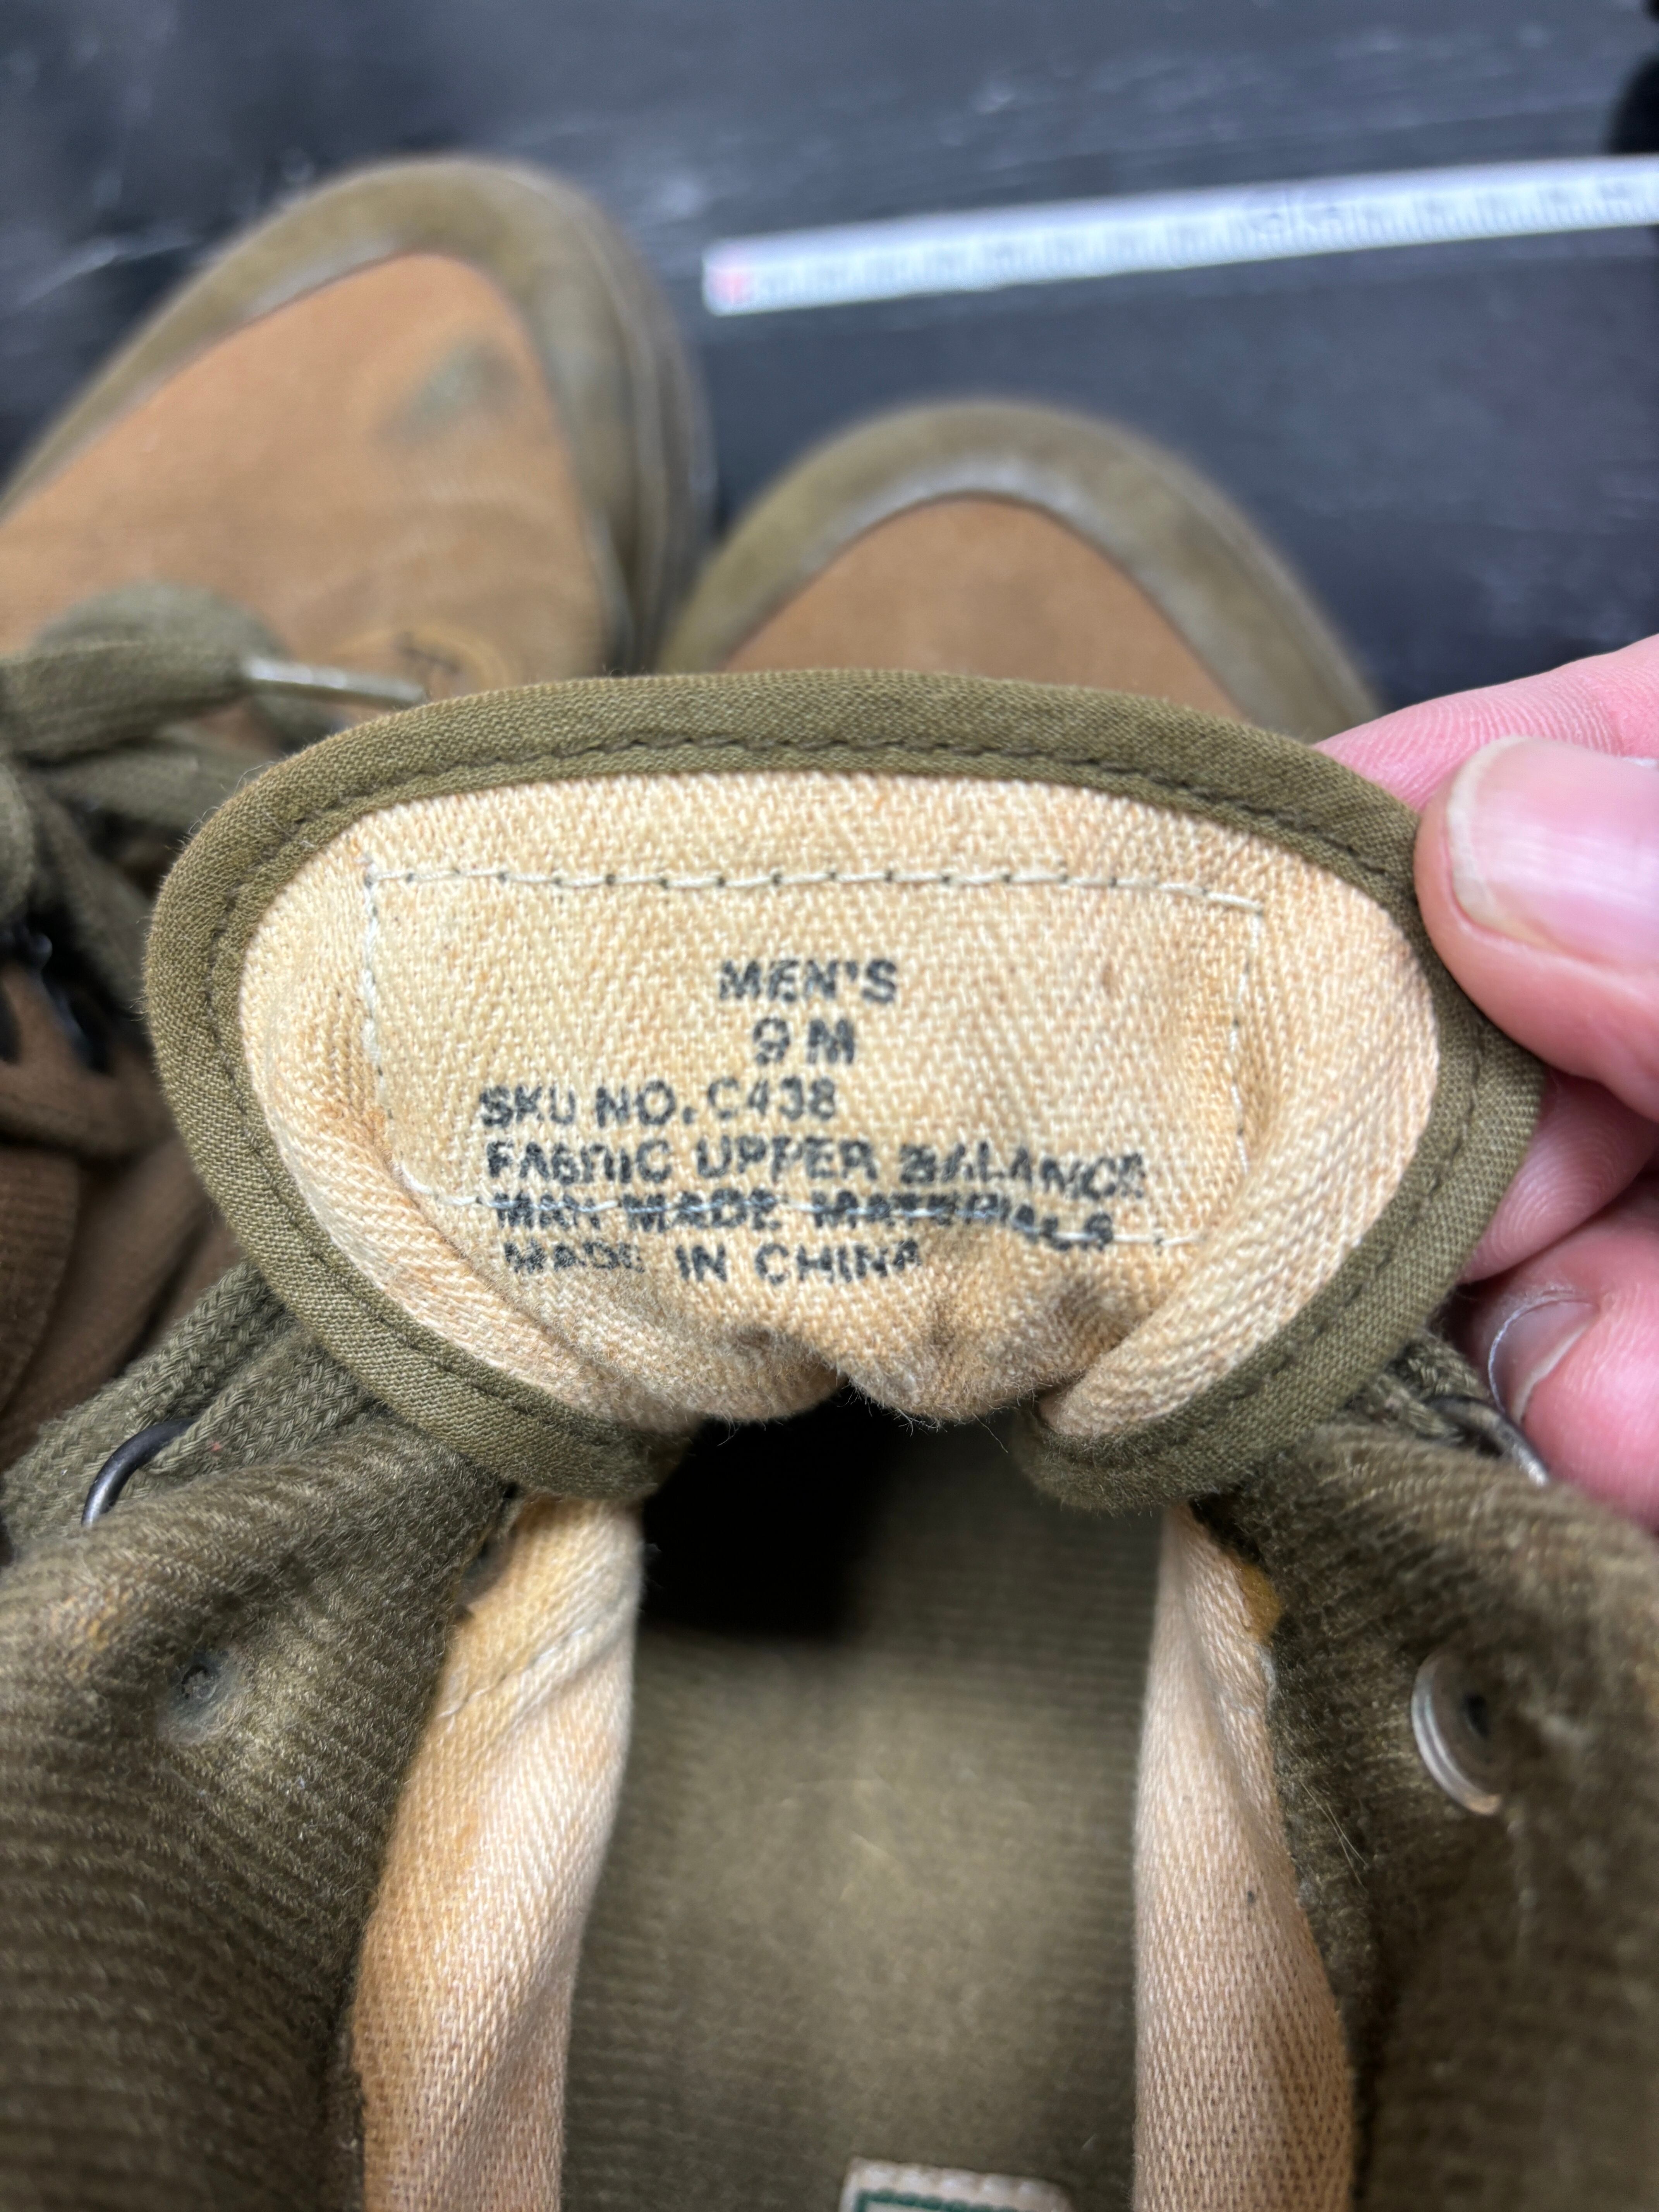 MEN'S
9 M
SKU NO. C438
FABRIC UPPER BALANCE
MAN MADE MATERIALS
MADE IN CHINA